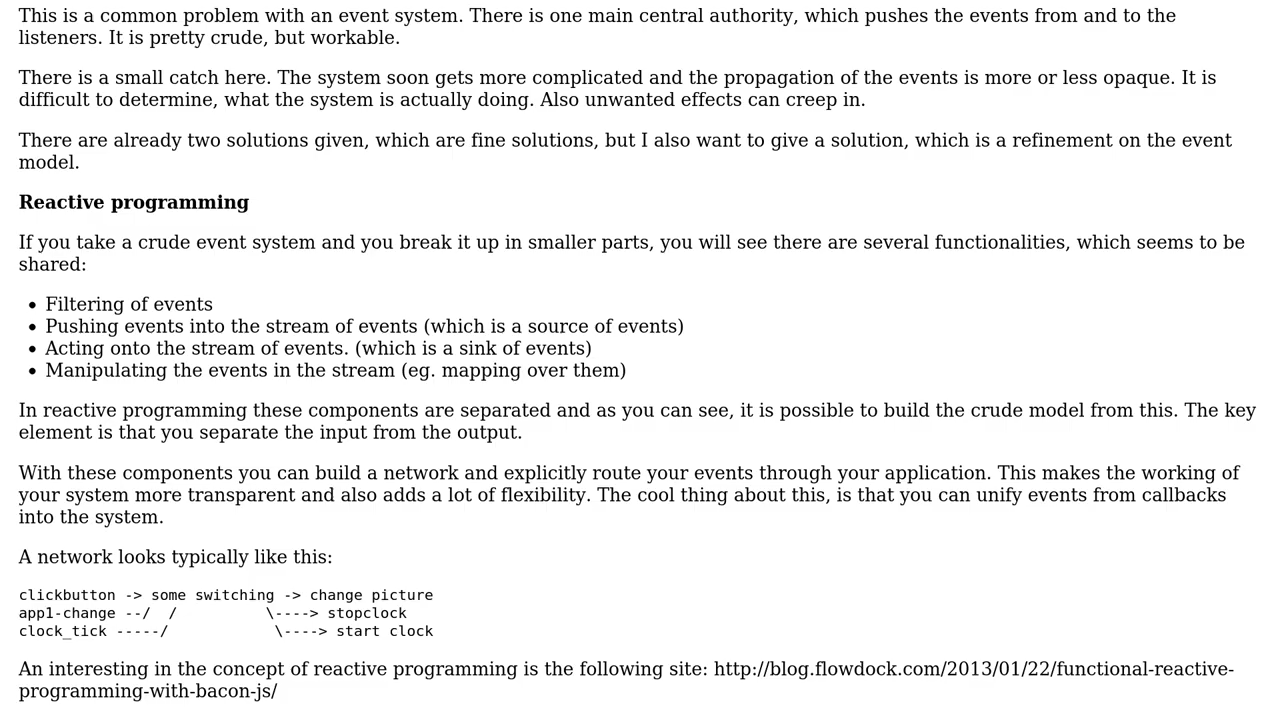 This is a common problem with an event system. There is one main central authority, which pushes the events from and to the
listeners. It is pretty crude, but workable.
There is a small catch here. The system soon gets more complicated and the propagation of the events is more or less opaque. It is
difficult to determine, what the system is actually doing. Also unwanted effects can creep in.
There are already two solutions given, which are fine solutions, but I also want to give a solution, which is a refinement on the event
model.
Reactive programming
If you take a crude event system and you break it up in smaller parts, you will see there are several functionalities, which seems to be
shared:
• Filtering of events
• Pushing events into the stream of events (which is a source of events)
• Acting onto the stream of events. (which is a sink of events)
• Manipulating the events in the stream (eg. mapping over them)
In reactive programming these components are separated and as you can see, it is possible to build the crude model from this. The key
element is that you separate the input from the output.
With these components you can build a network and explicitly route your events through your application. This makes the working of
your system more transparent and also adds a lot of flexibility. The cool thing about this, is that you can unify events from callbacks
into the system.
A network looks typically like this:
clickbutton -> some switching -> change picture
app1-change --/  /          \----> stopclock
clock_tick -----/            \----> start clock
An interesting in the concept of reactive programming is the following site: http://blog.flowdock.com/2013/01/22/functional-reactive-
programming-with-bacon-js/